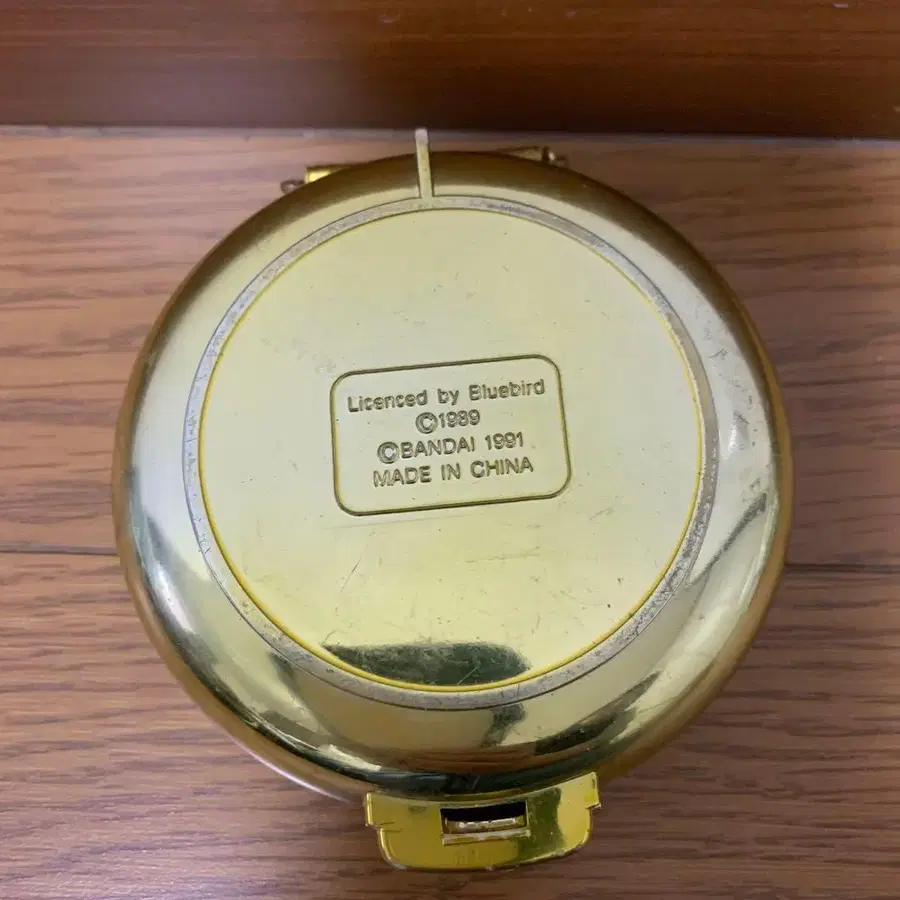 Licenced by Bluebird
©1989
©BANDAI 1991
MADE IN CHINA